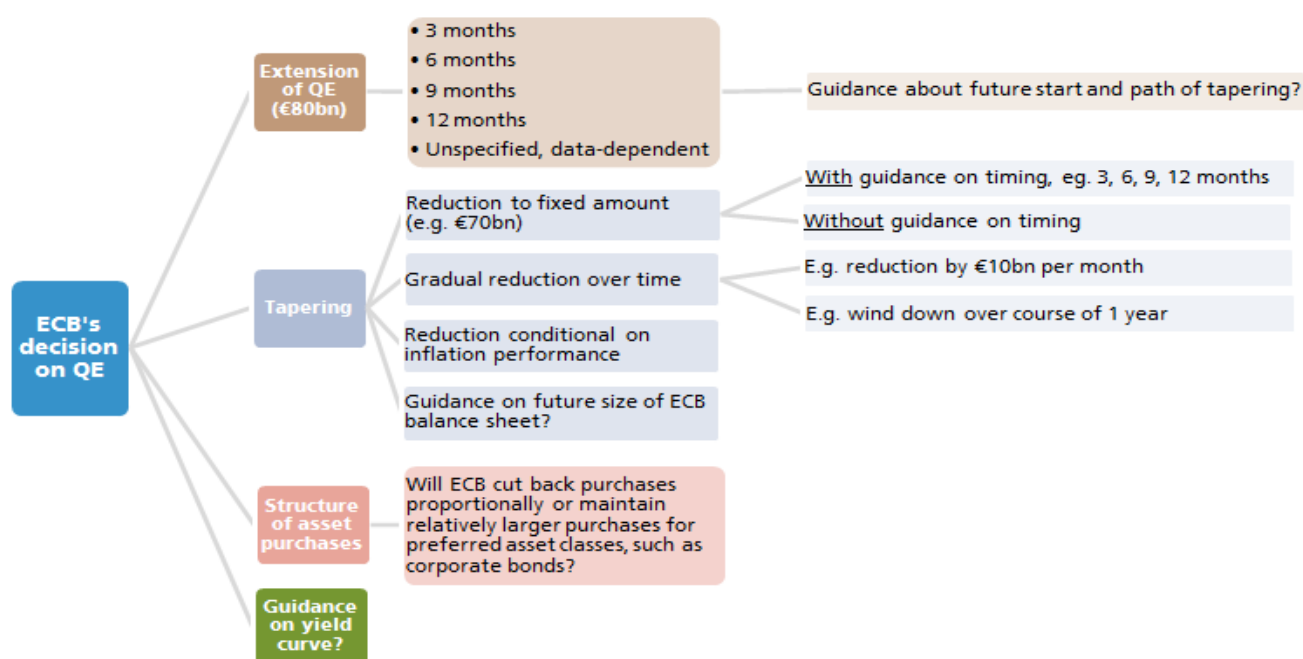 ECB's
decision
on QE
Extension
of QE
(€80bn)
• 3 months
• 6 months
• 9 months
• 12 months
• Unspecified, data-dependent
Guidance about future start and path of tapering?
Tapering
Reduction to fixed amount
(e.g. €70bn)
With guidance on timing, eg. 3, 6, 9, 12 months
Without guidance on timing
Gradual reduction over time
E.g. reduction by €10bn per month
E.g. wind down over course of 1 year
Reduction conditional on
inflation performance
Guidance on future size of ECB
balance sheet?
Structure
of asset
purchases
Will ECB cut back purchases
proportionally or maintain
relatively larger purchases for
preferred asset classes, such as
corporate bonds?
Guidance
on yield
curve?